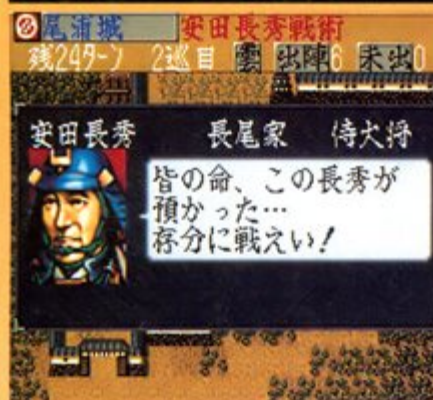 尾浦城 安田長秀戦術
残24ターン 2巡目 雲 出陣6 未出0
安田長秀 長尾家 侍大将
皆の命、この長秀が
預かった…
存分に戦えい!